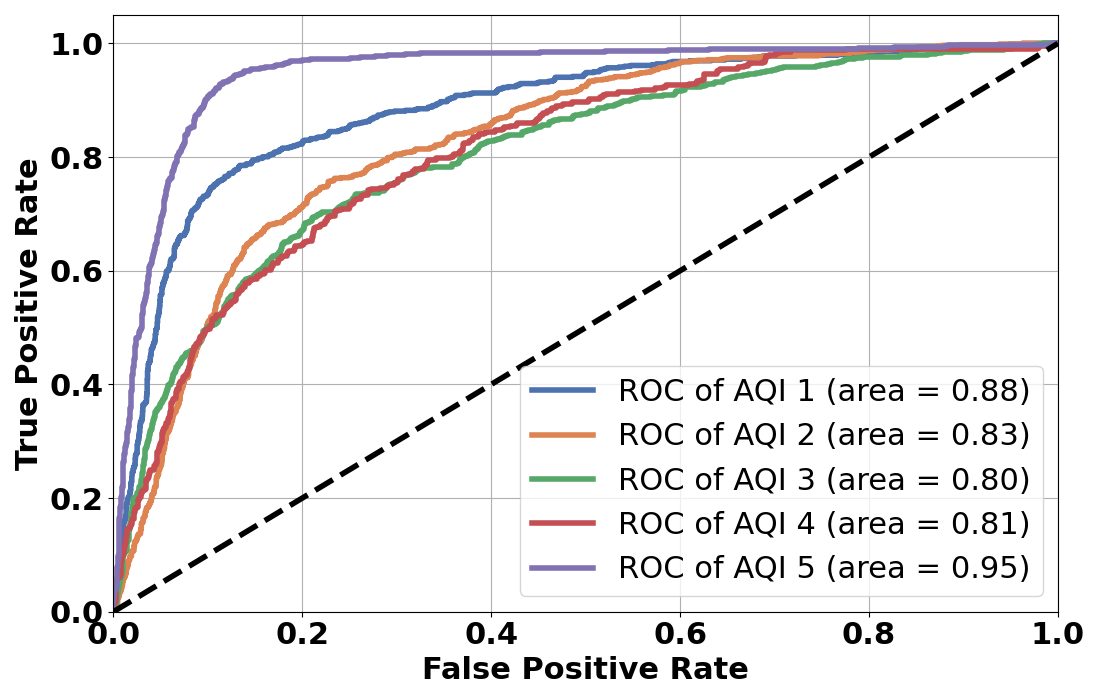 1.0
0.8
0.6
0.4
0.2
0.0
True Positive Rate
ROC of AQI 1 (area = 0.88)
ROC of AQI 2 (area = 0.83)
ROC of AQI 3 (area = 0.80)
ROC of AQI 4 (area = 0.81)
ROC of AQI 5 (area = 0.95)
0.0 0.2 0.4 0.6 0.8 1.0
False Positive Rate